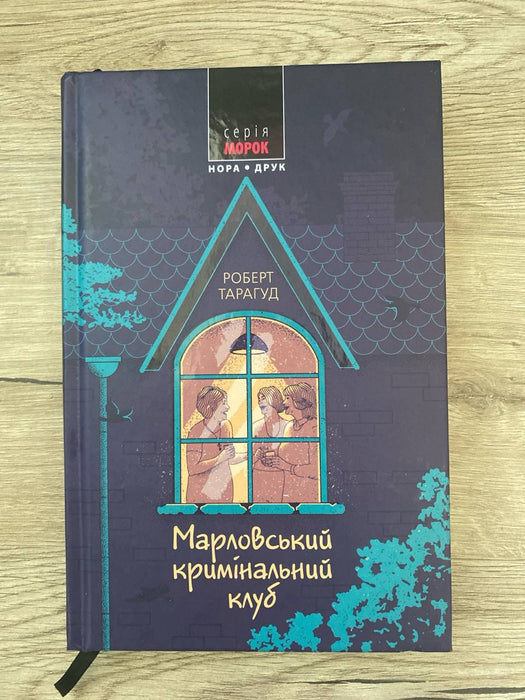 серія
МОРОК
НОРА • ДРУК
РОБЕРТ
ТАРАГУД
Марловський
кримінальний
клуб